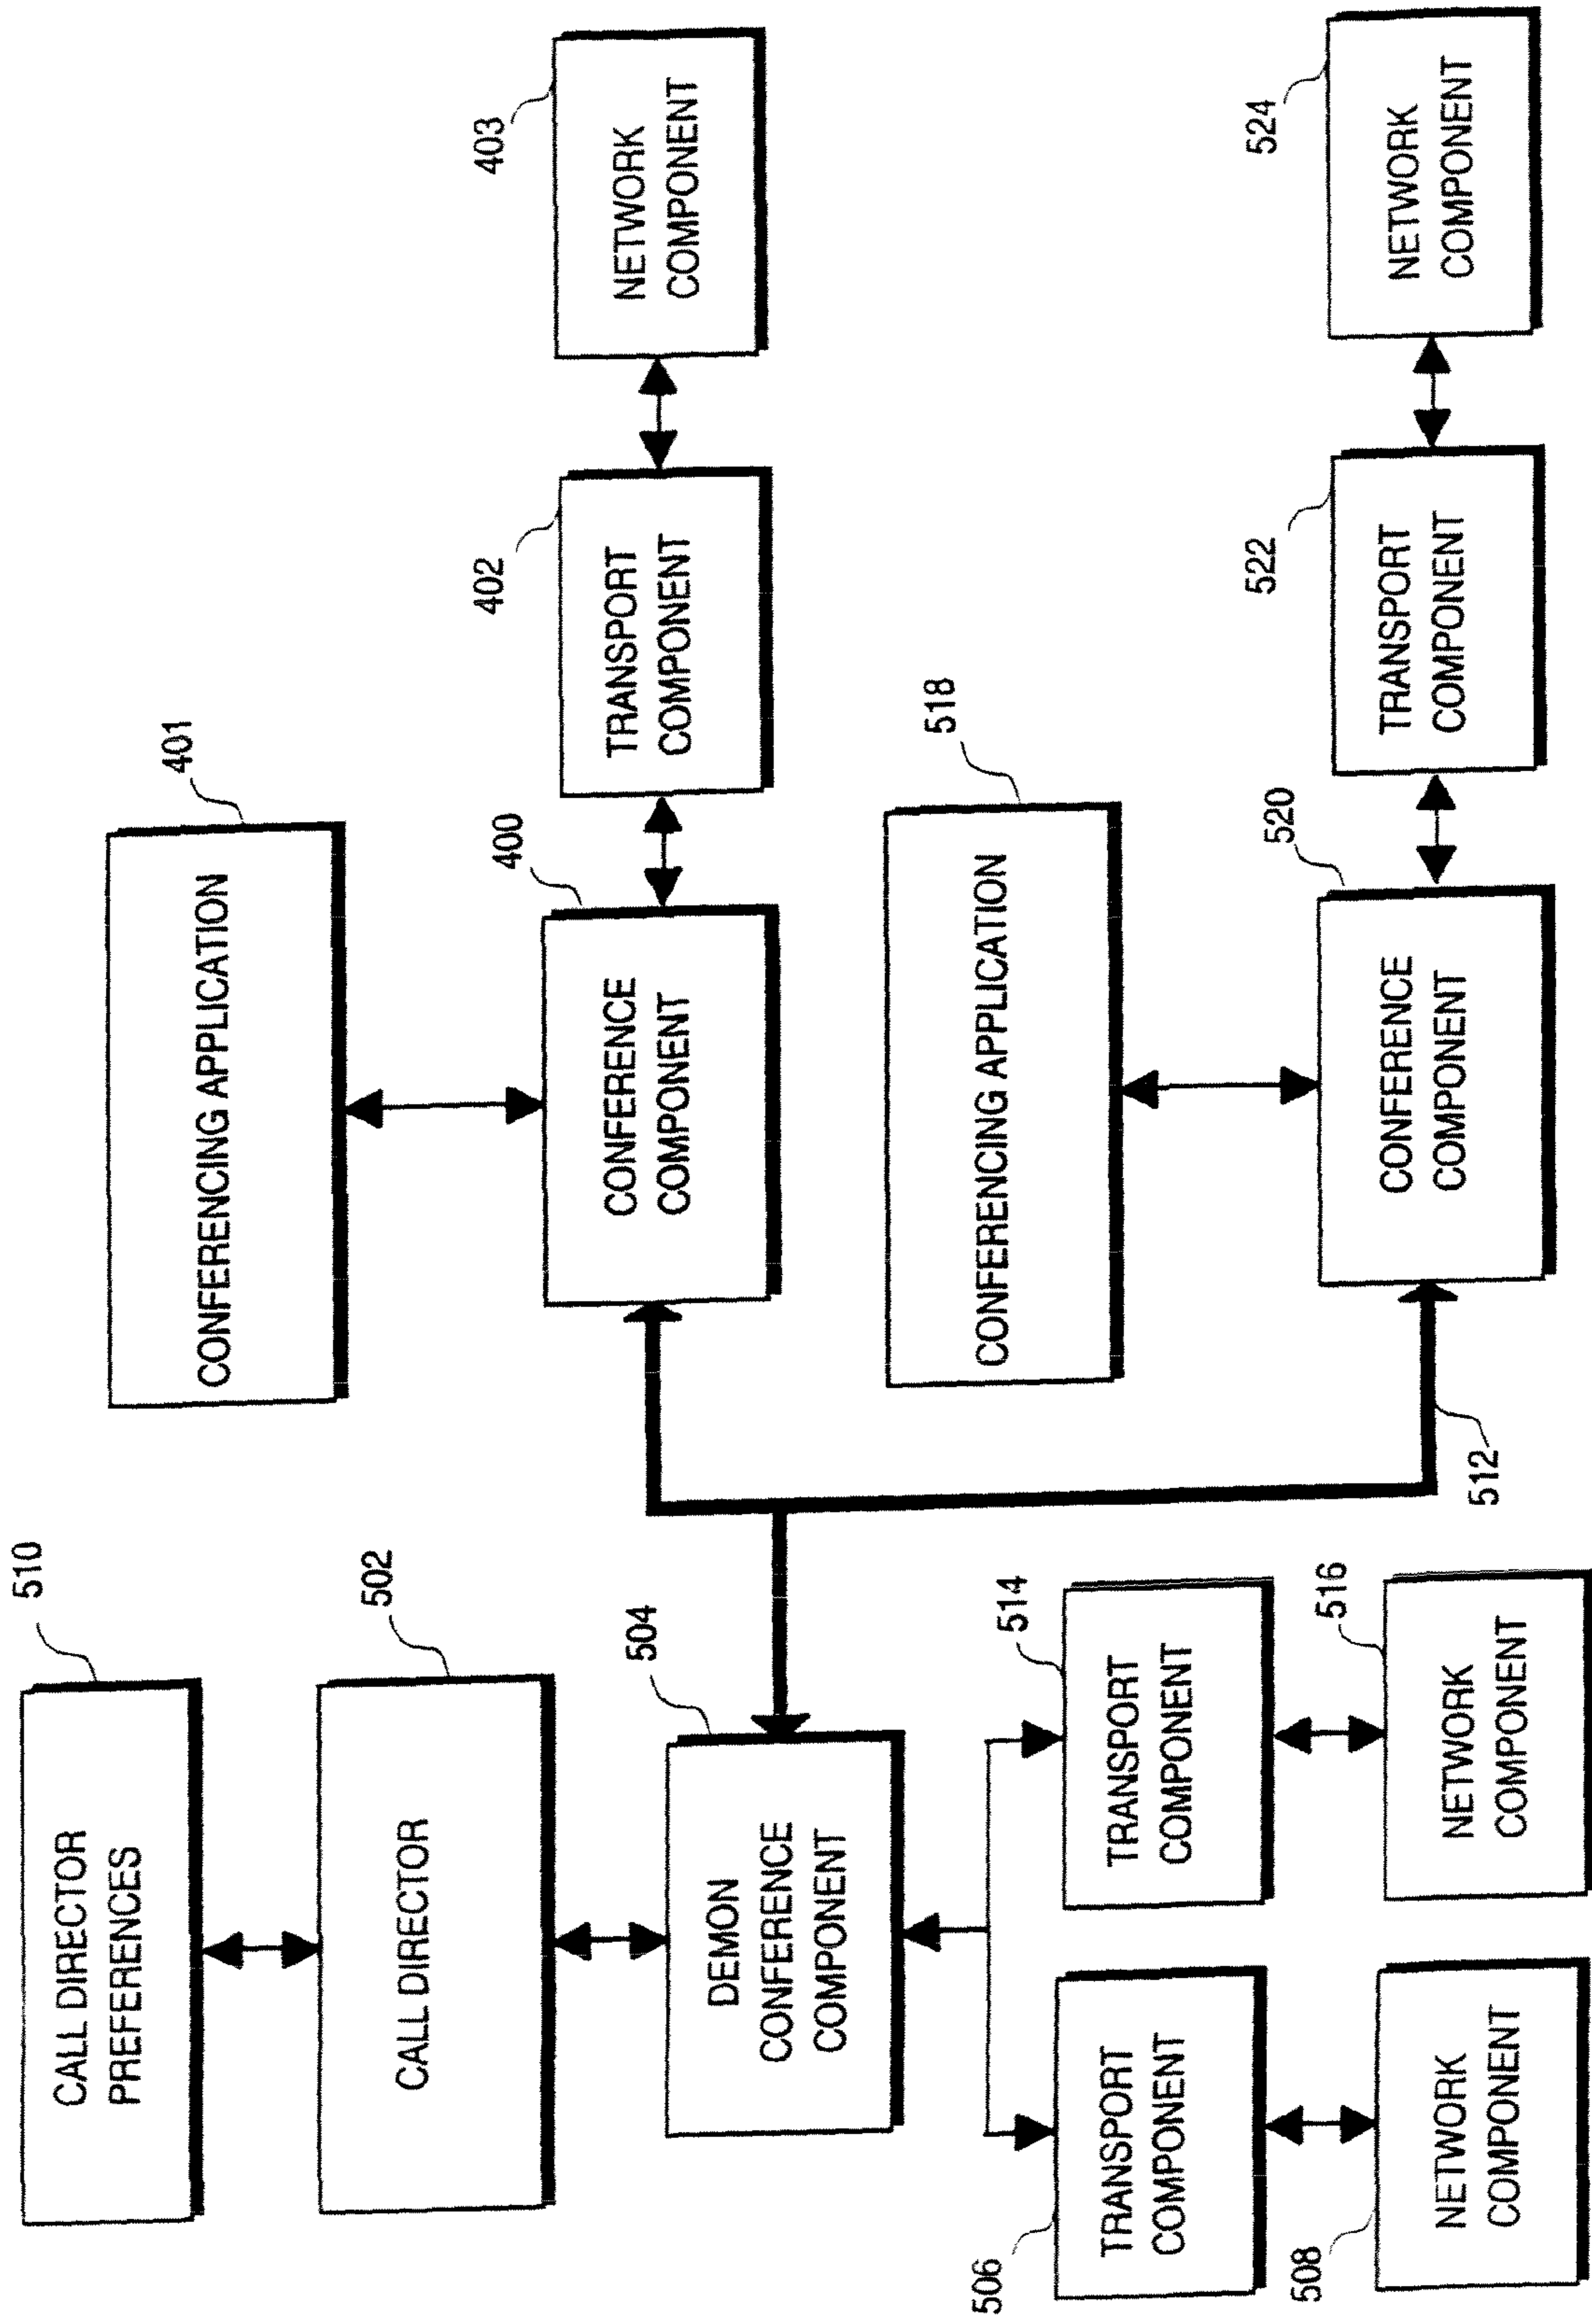 510
CALL DIRECTOR
PREFERENCES
502
CALL DIRECTOR
504
DEMON
CONFERENCE
COMPONENT
514
TRANSPORT
COMPONENT
516
NETWORK
COMPONENT
506
TRANSPORT
COMPONENT
508
NETWORK
COMPONENT
512
401
CONFERENCING APPLICATION
400
CONFERENCE
COMPONENT
402
TRANSPORT
COMPONENT
403
NETWORK
COMPONENT
518
CONFERENCING APPLICATION
520
CONFERENCE
COMPONENT
522
TRANSPORT
COMPONENT
524
NETWORK
COMPONENT